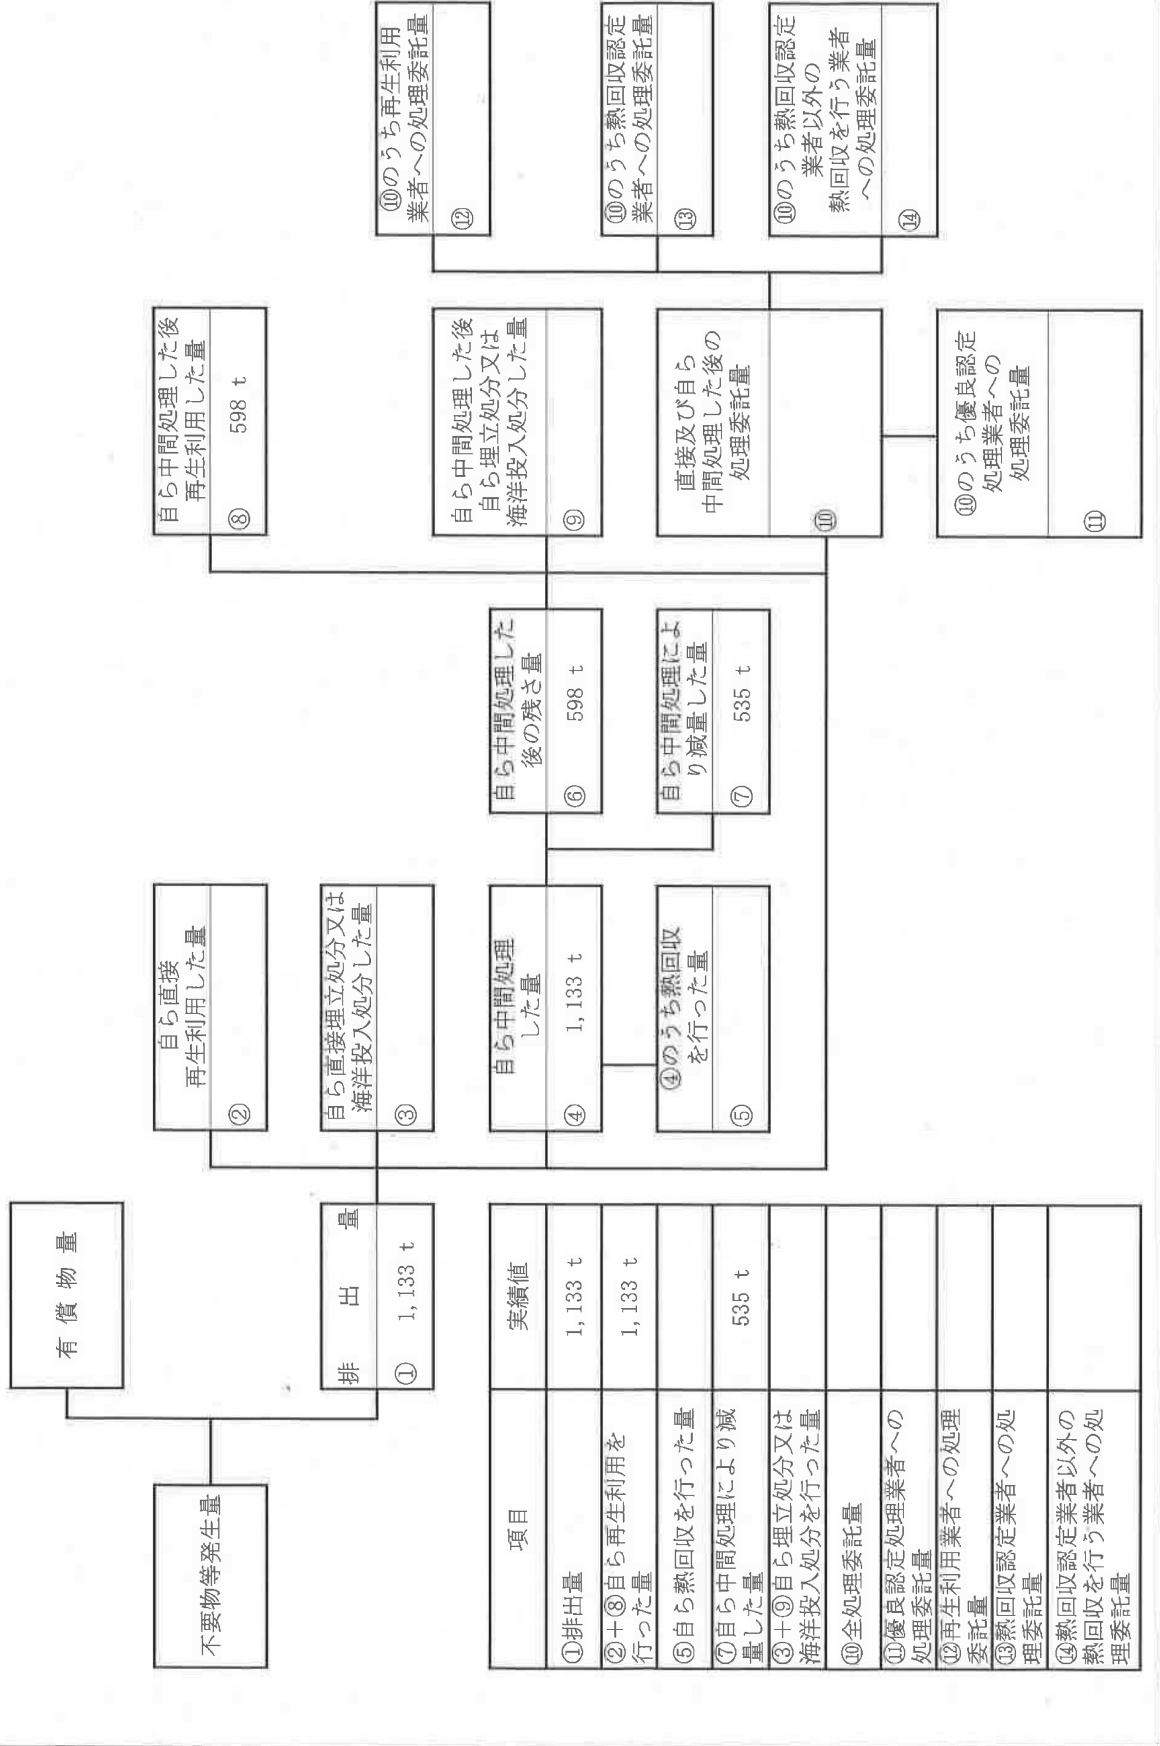 不要物等発生量
有 償 物 量
排 出 量
① 1,133 t
自ら直接
再生利用した量
②
自ら直接埋立処分又は
海洋投入処分した量
③
自ら中間処理
した量
④ 1,133 t
④のうち熱回収
を行った量
⑤
自ら中間処理した
後の残さ量
⑥ 598 t
自ら中間処理によ
り減量した量
⑦ 535 t
自ら中間処理した後
再生利用した量
⑧ 598 t
自ら中間処理した後
自ら埋立処分又は
海洋投入処分した量
⑨
直接及び自ら
中間処理した後の
処理委託量
⑩
⑩のうち優良認定
処理業者への
処理委託量
⑪
⑩のうち再生利用
業者への処理委託量
⑫
⑩のうち熱回収認定
業者への処理委託量
⑬
⑩のうち熱回収認定
業者以外の
熱回収を行う業者
への処理委託量
⑭
項目 実績値
①排出量 1,133 t
②＋⑧自ら再生利用を
行った量 1,133 t
⑤自ら熱回収を行った量
⑦自ら中間処理により減
量した量 535 t
③＋⑨自ら埋立処分又は
海洋投入処分を行った量
⑩全処理委託量
⑪優良認定処理業者への
処理委託量
⑫再生利用業者への処理
委託量
⑬熱回収認定業者への処
理委託量
⑭熱回収認定業者以外の
熱回収を行う業者への処
理委託量